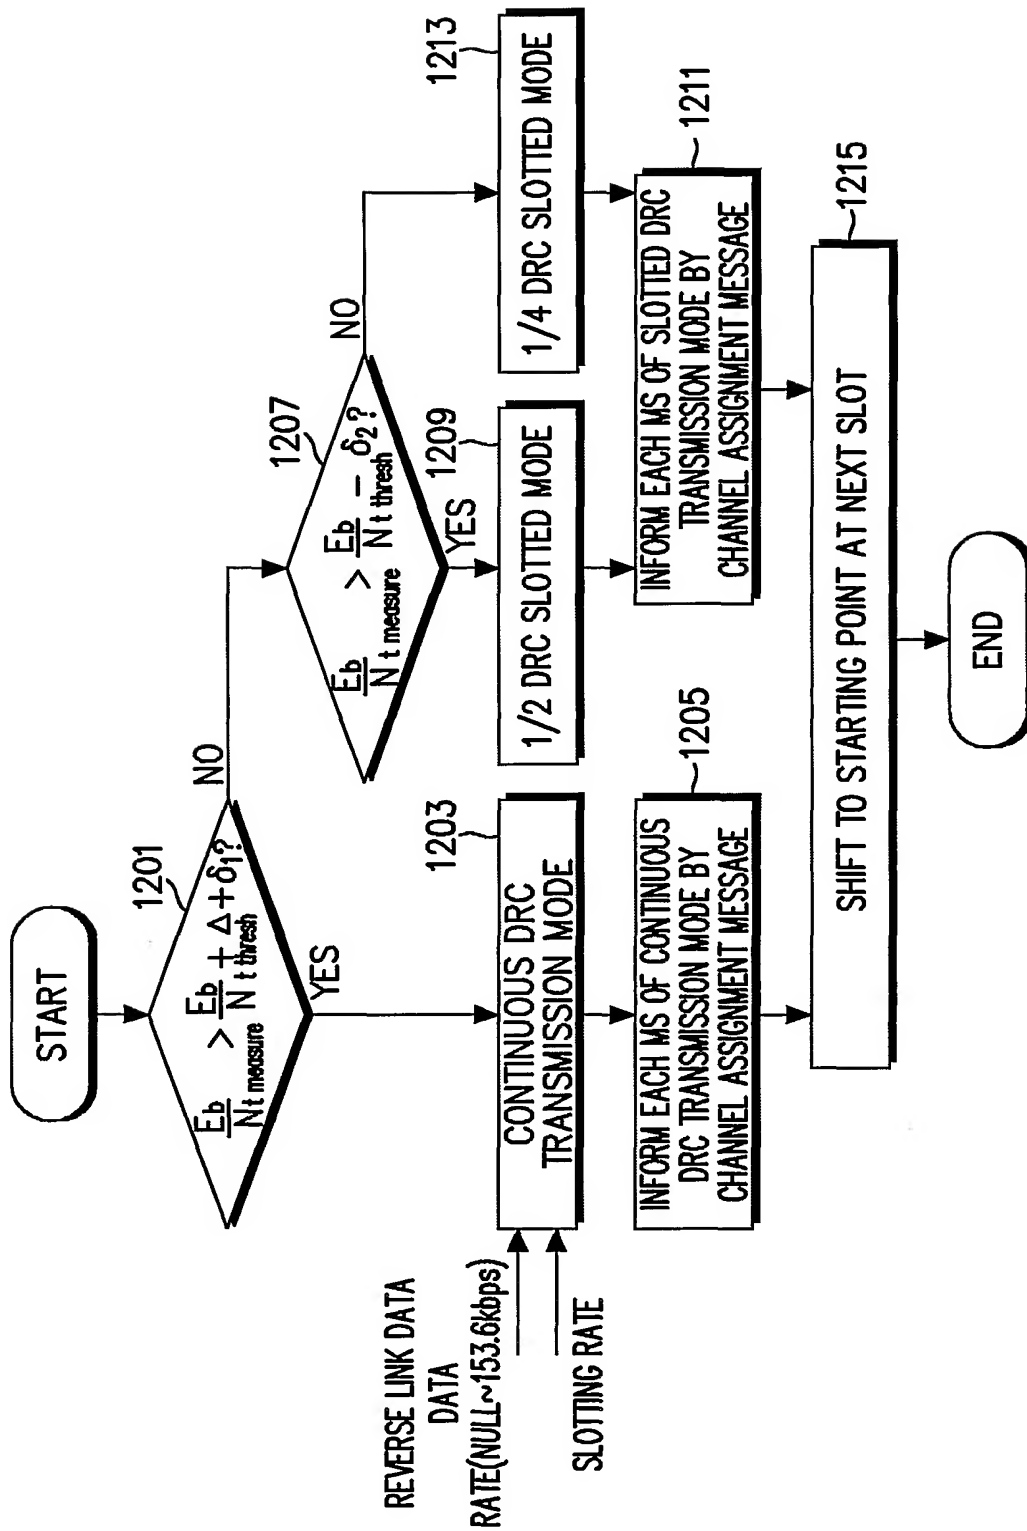 START
1201
Eb
Nt measure
>
Eb
Nt thresh
+ Δ + δ1?
NO
YES
1207
Eb
Nt measure
>
Eb
Nt thresh
− δ2?
NO
YES
REVERSE LINK DATA
DATA
RATE(NULL~153.6kbps)
SLOTTING RATE
1203
CONTINUOUS DRC
TRANSMISSION MODE
1209
1/2 DRC SLOTTED MODE
1213
1/4 DRC SLOTTED MODE
1205
INFORM EACH MS OF CONTINUOUS
DRC TRANSMISSION MODE BY
CHANNEL ASSIGNMENT MESSAGE
1211
INFORM EACH MS OF SLOTTED DRC
TRANSMISSION MODE BY
CHANNEL ASSIGNMENT MESSAGE
1215
SHIFT TO STARTING POINT AT NEXT SLOT
END